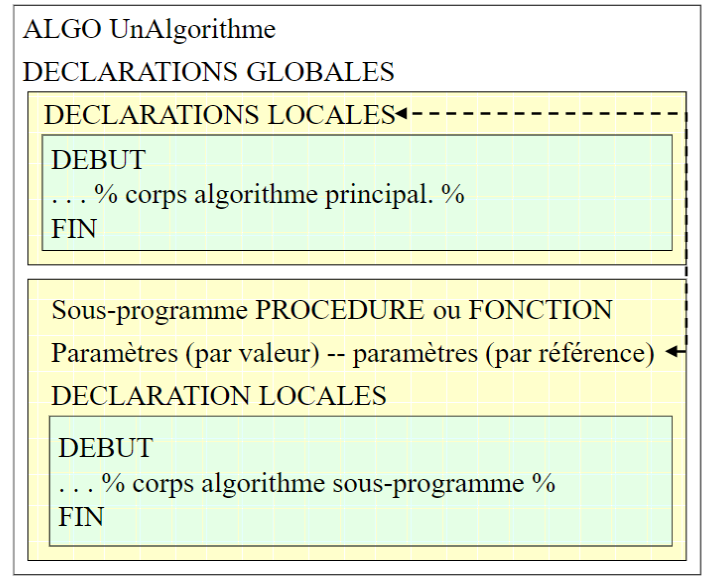 ALGO UnAlgorithme
DECLARATIONS GLOBALES
DECLARATIONS LOCALES
DEBUT
. . . % corps algorithme principal. %
FIN
Sous-programme PROCEDURE ou FONCTION
Paramètres (par valeur) -- paramètres (par référence)
DECLARATION LOCALES
DEBUT
. . . % corps algorithme sous-programme %
FIN